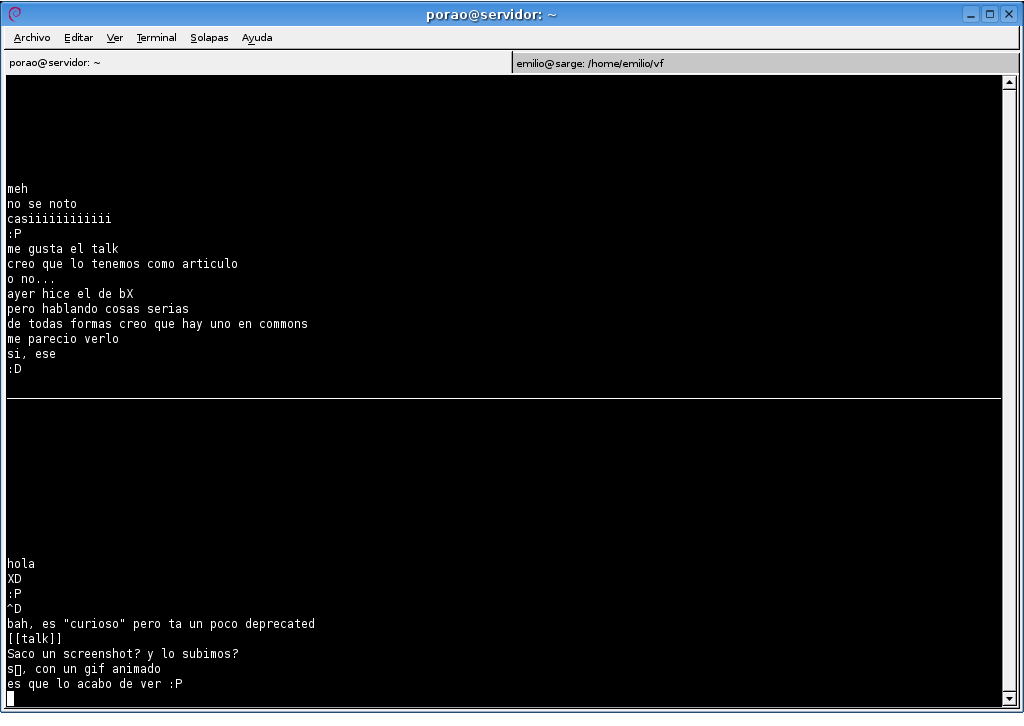 porao@servidor: ~
Archivo Editar Ver Terminal Solapas Ayuda
porao@servidor: ~
emilio@sarge: /home/emilio/vf
meh
no se noto
casiiiiiiiiiiii
:P
me gusta el talk
creo que lo tenemos como articulo
o no...
ayer hice el de bX
pero hablando cosas serias
de todas formas creo que hay uno en commons
me parecio verlo
si, ese
:D
hola
XD
:P
^D
bah, es "curioso" pero ta un poco deprecated
[[talk]]
Saco un screenshot? y lo subimos?
s▯, con un gif animado
es que lo acabo de ver :P